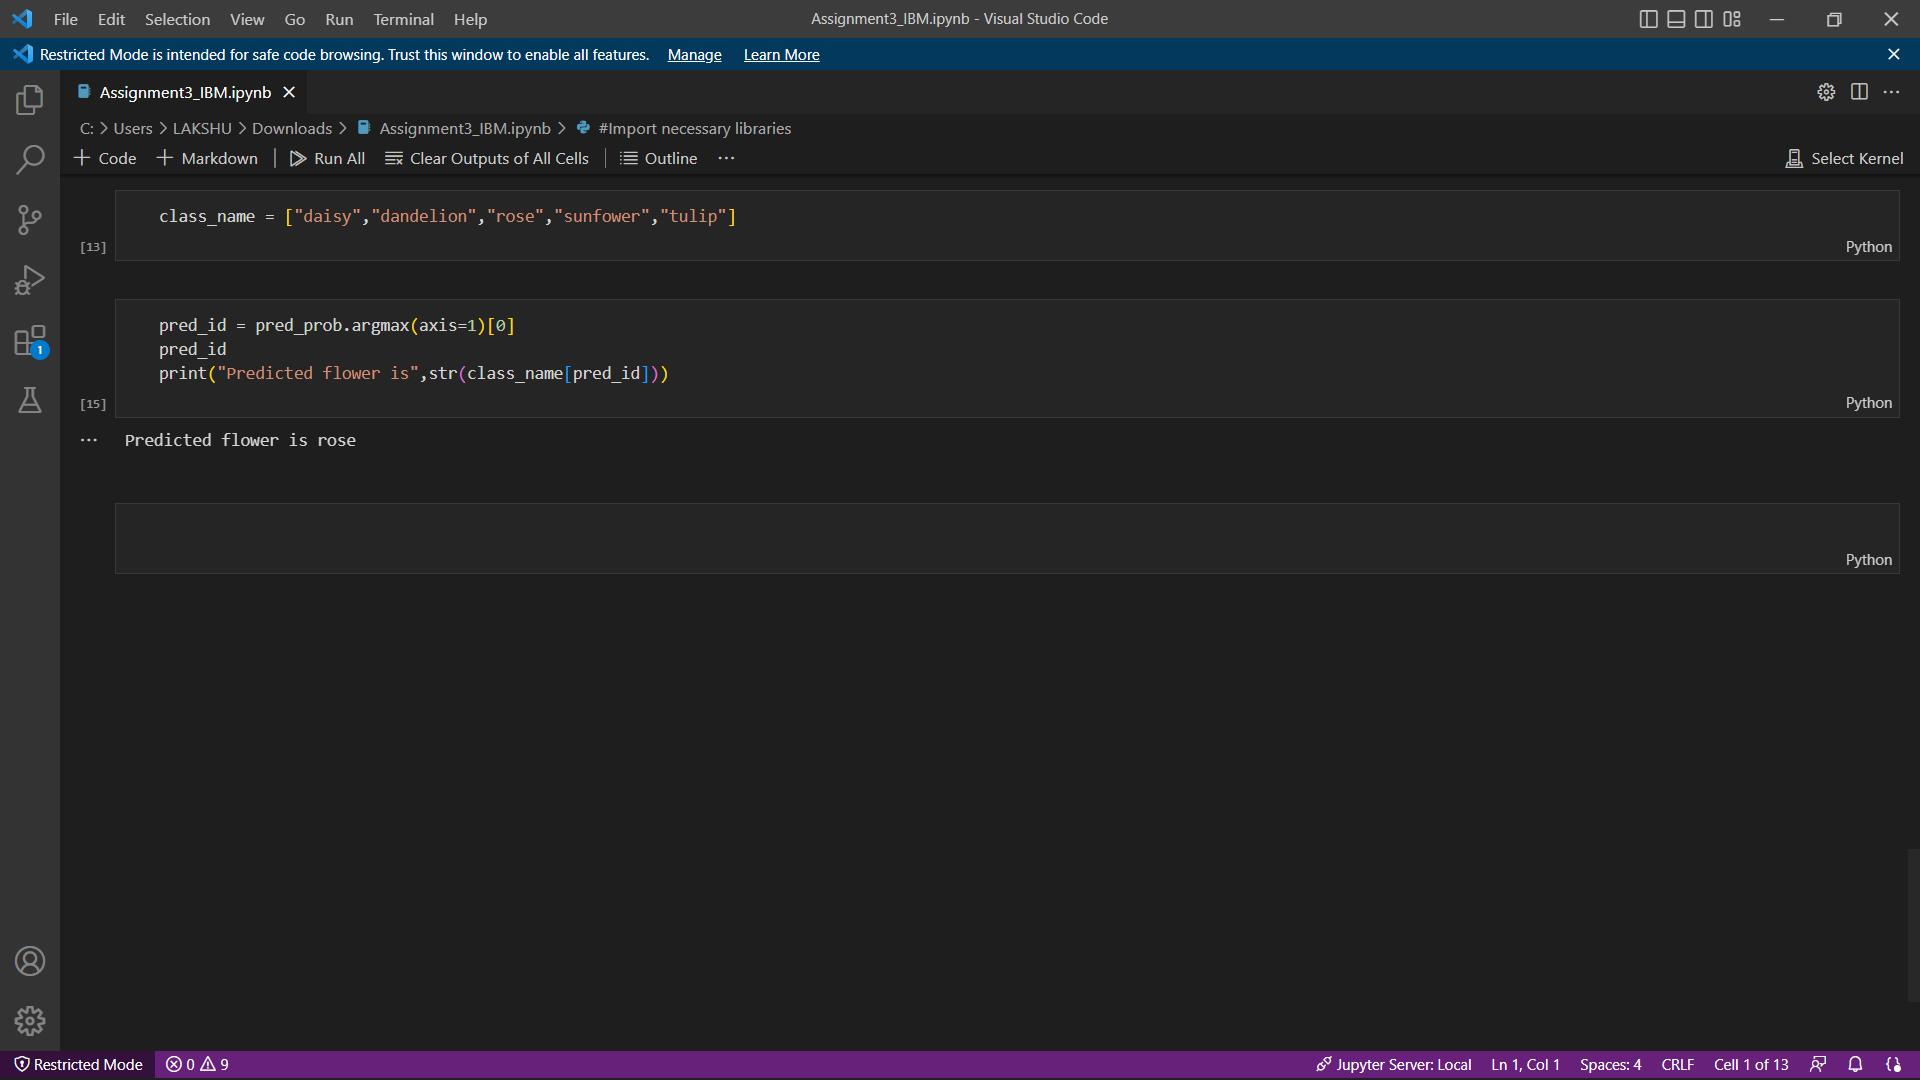 File Edit Selection View Go Run Terminal Help Assignment3_IBM.ipynb - Visual Studio Code
Restricted Mode is intended for safe code browsing. Trust this window to enable all features. Manage Learn More
Assignment3_IBM.ipynb
C: > Users > LAKSHU > Downloads > Assignment3_IBM.ipynb > #Import necessary libraries
+ Code + Markdown | Run All Clear Outputs of All Cells | Outline ... Select Kernel
class_name = ["daisy","dandelion","rose","sunfower","tulip"]
[13] Python
pred_id = pred_prob.argmax(axis=1)[0]
pred_id
print("Predicted flower is",str(class_name[pred_id]))
[15] Python
... Predicted flower is rose
Python
1
Restricted Mode 0 9 Jupyter Server: Local Ln 1, Col 1 Spaces: 4 CRLF Cell 1 of 13